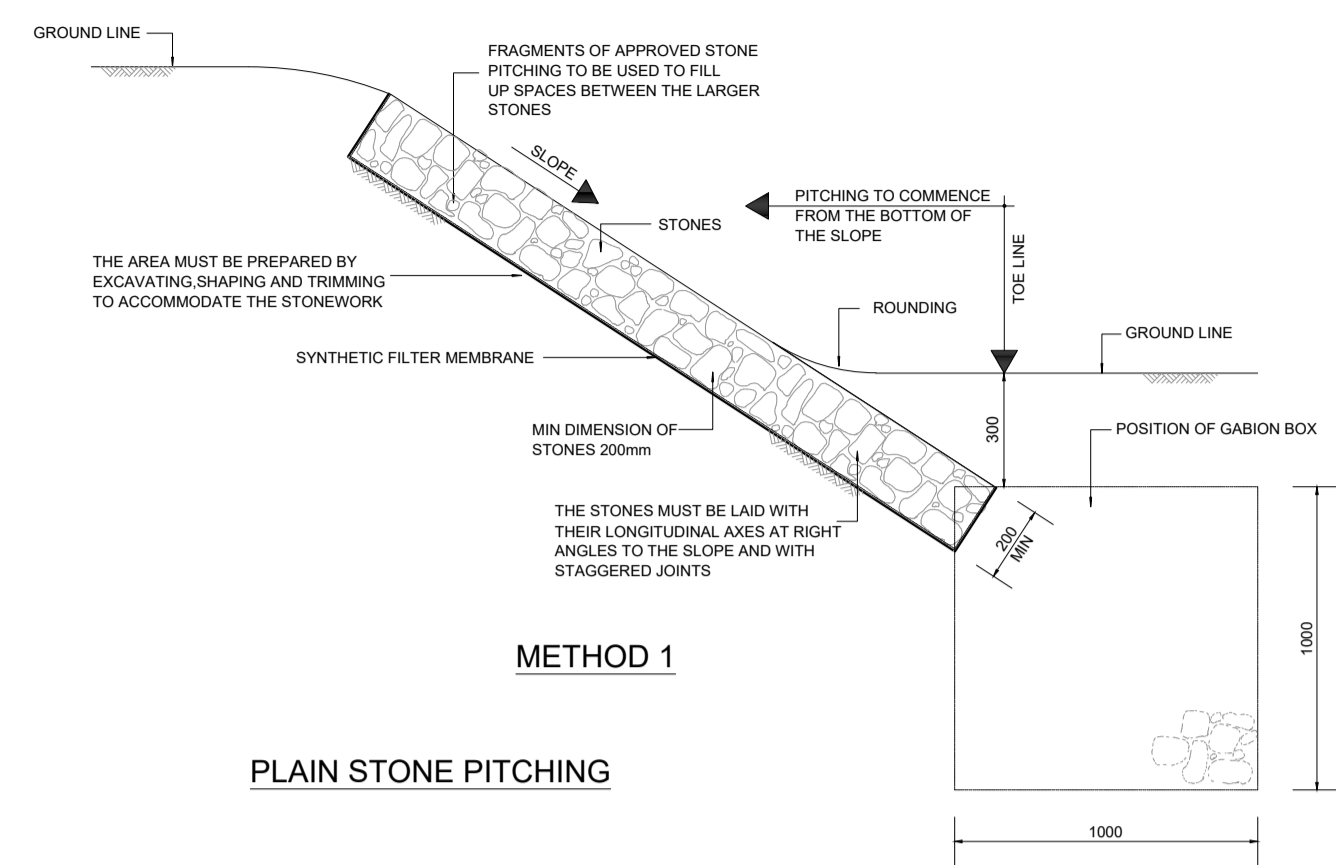 GROUND LINE
FRAGMENTS OF APPROVED STONE
PITCHING TO BE USED TO FILL
UP SPACES BETWEEN THE LARGER
STONES
SLOPE
PITCHING TO COMMENCE
FROM THE BOTTOM OF
THE SLOPE
STONES
TOE LINE
THE AREA MUST BE PREPARED BY
EXCAVATING,SHAPING AND TRIMMING
TO ACCOMMODATE THE STONEWORK
ROUNDING
GROUND LINE
SYNTHETIC FILTER MEMBRANE
300
MIN DIMENSION OF
STONES 200mm
POSITION OF GABION BOX
THE STONES MUST BE LAID WITH
THEIR LONGITUDINAL AXES AT RIGHT
ANGLES TO THE SLOPE AND WITH
STAGGERED JOINTS
200
MIN
1000
METHOD 1
PLAIN STONE PITCHING
1000